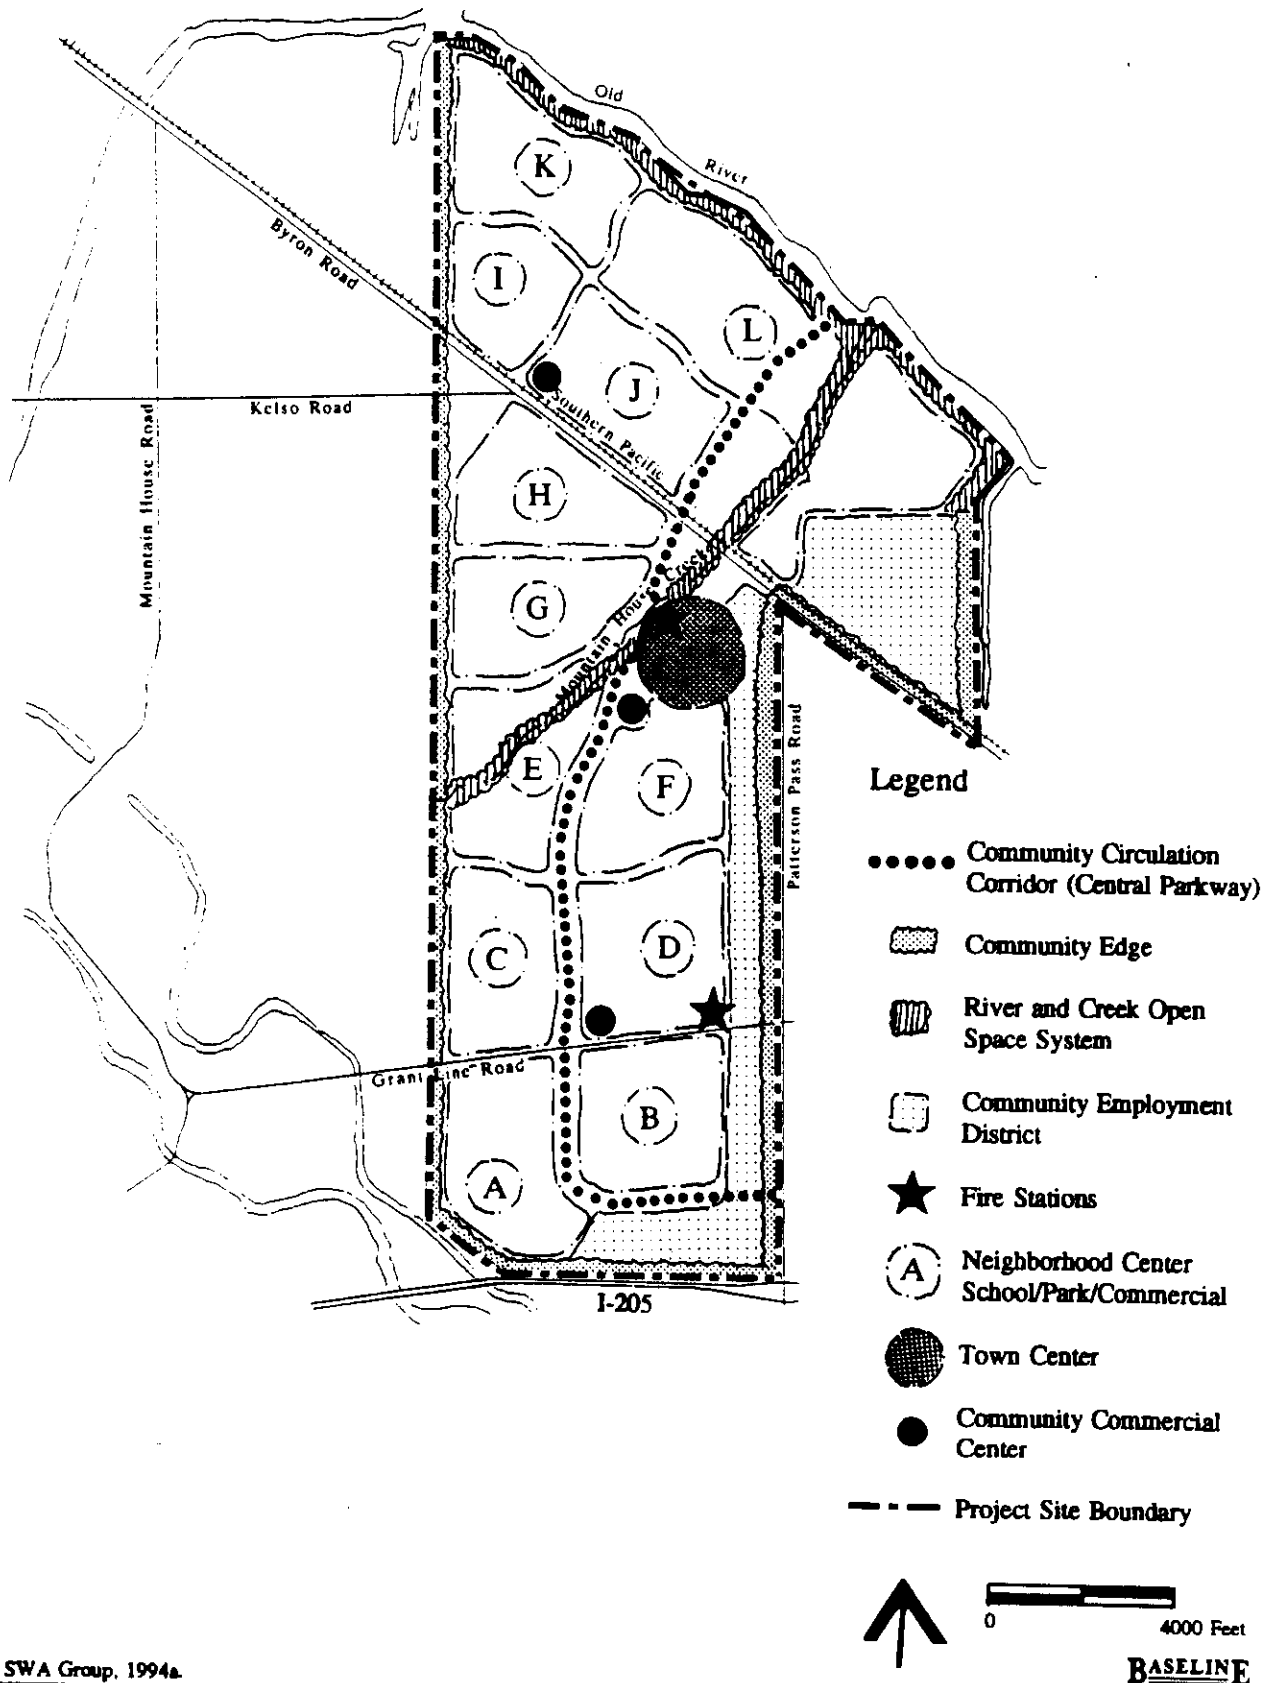 Old
River
K
Byron Road
I
L
J
Southern Pacific
Kelso Road
Mountain House Road
H
G
Mountain House Creek
E
F
Patterson Pass Road
C
D
Grant Line Road
B
A
I-205
Legend
Community Circulation
Corridor (Central Parkway)
Community Edge
River and Creek Open
Space System
Community Employment
District
Fire Stations
A
Neighborhood Center
School/Park/Commercial
Town Center
Community Commercial
Center
Project Site Boundary
0
4000 Feet
SWA Group, 1994a.
BASELINE